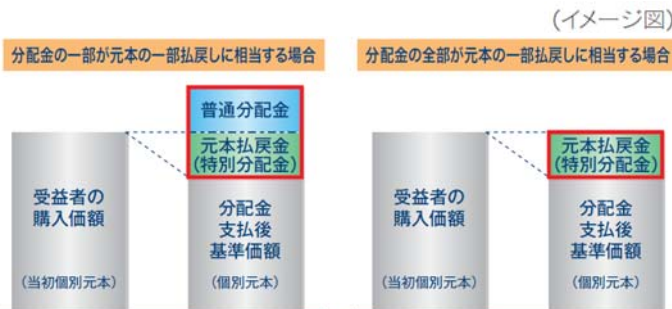 (イメージ図)
分配金の一部が元本の一部払戻しに相当する場合
普通分配金
元本払戻金
(特別分配金)
受益者の
購入価額
(当初個別元本)
分配金
支払後
基準価額
(個別元本)
分配金の全部が元本の一部払戻しに相当する場合
元本払戻金
(特別分配金)
受益者の
購入価額
(当初個別元本)
分配金
支払後
基準価額
(個別元本)